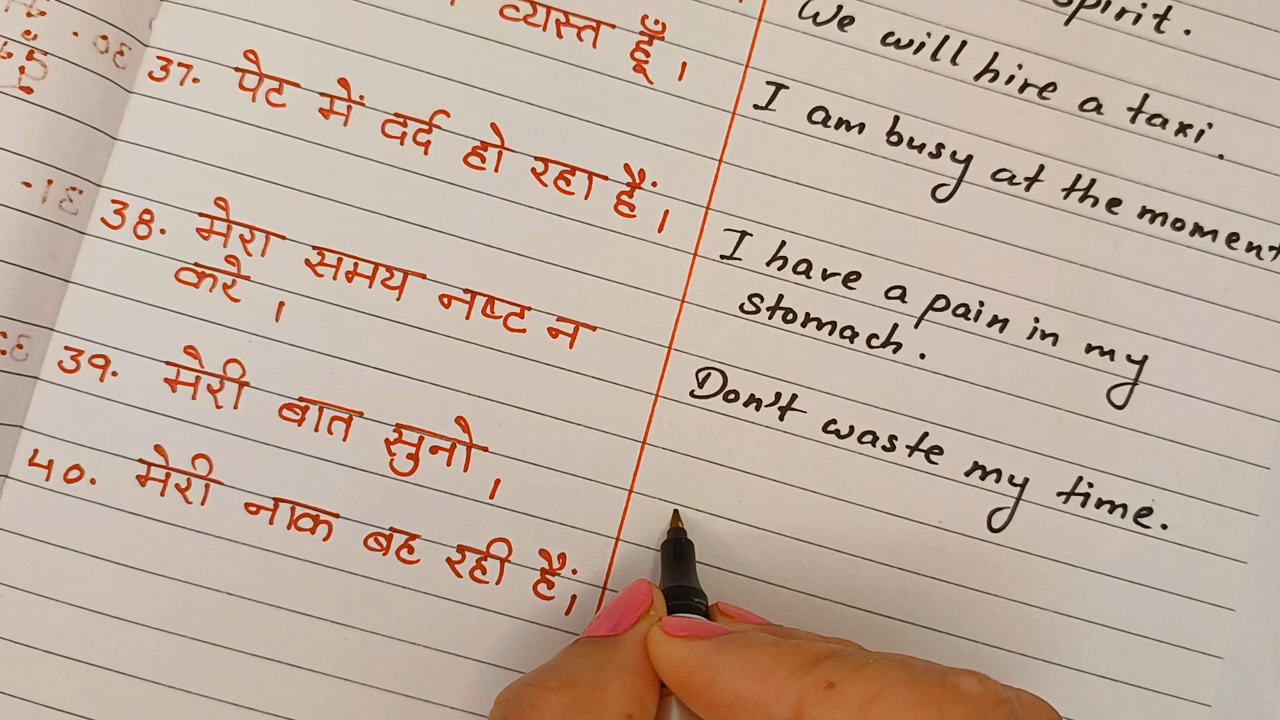 व्यस्त हूँ।
37. पेट में दर्द हो रहा हैं।
38. मेरा समय नष्ट न
करे।
39. मेरी बात सुनो।
40. मेरी नाक बह रही हैं।
spirit.
We will hire a taxi.
I am busy at the moment
I have a pain in my
stomach.
Don't waste my time.